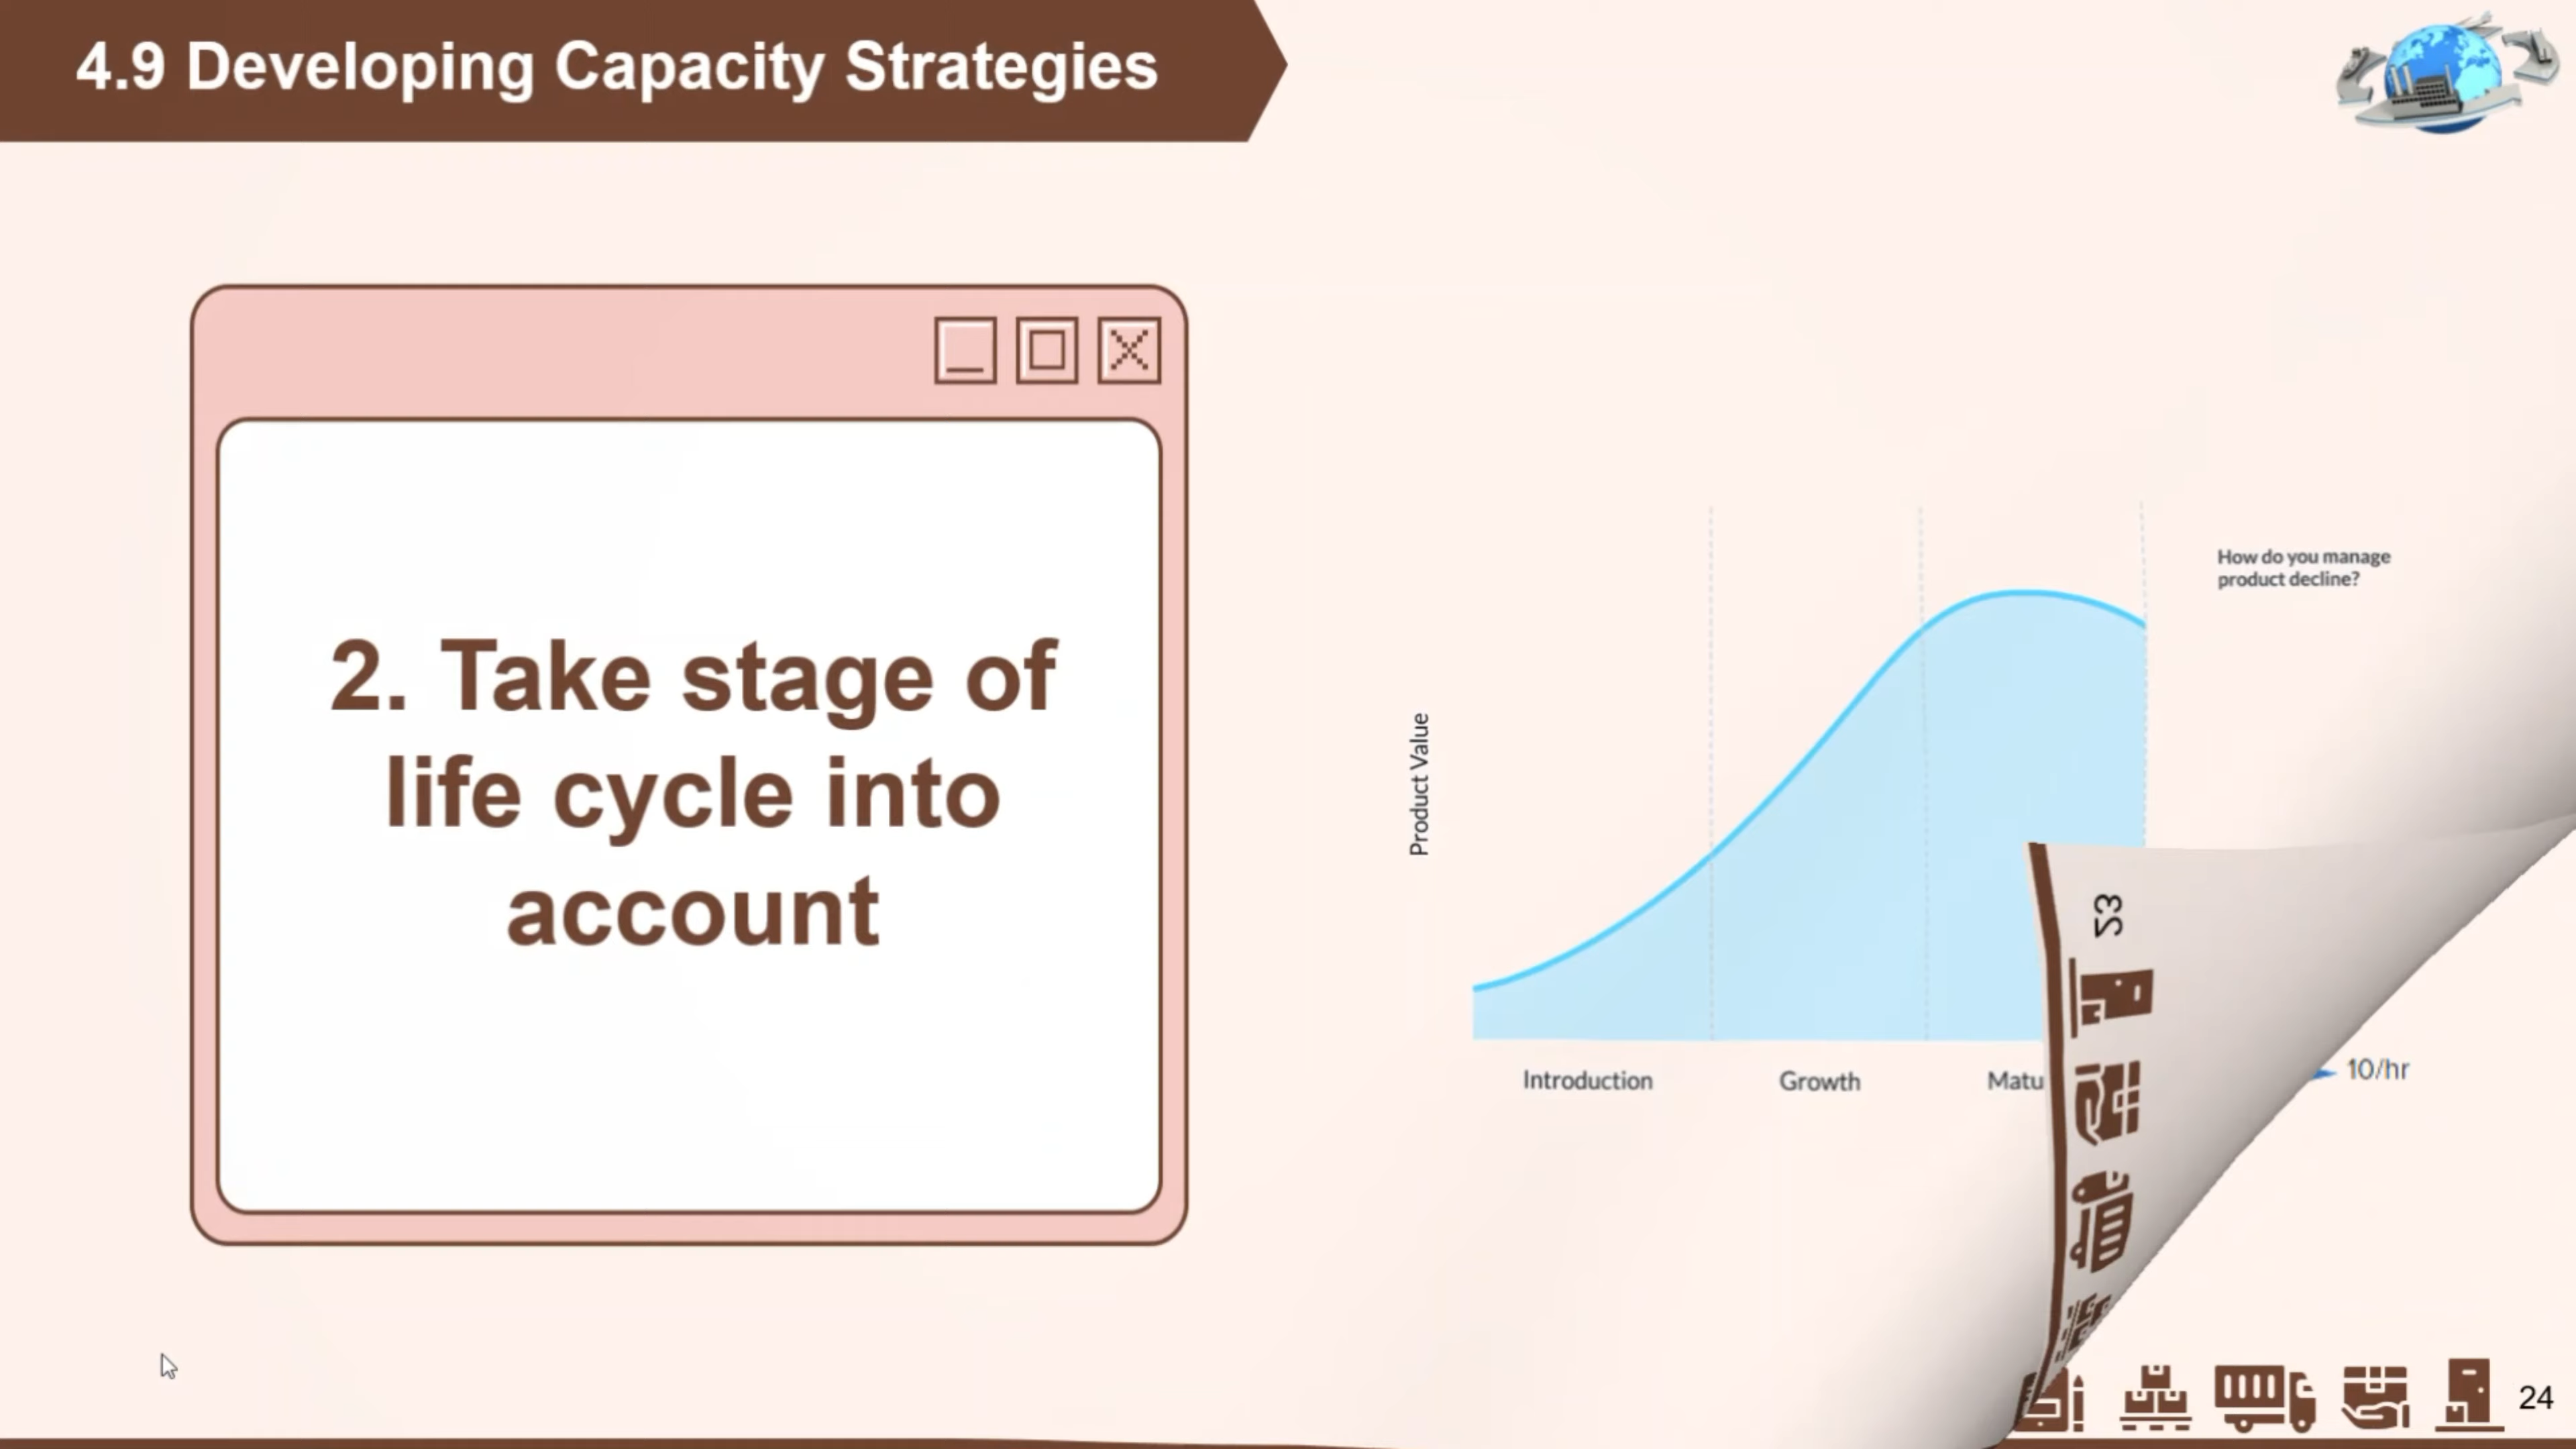 4.9 Developing Capacity Strategies
2. Take stage of
life cycle into
account
How do you manage
product decline?
Product Value
Introduction
Growth
Matu
10/hr
23
24